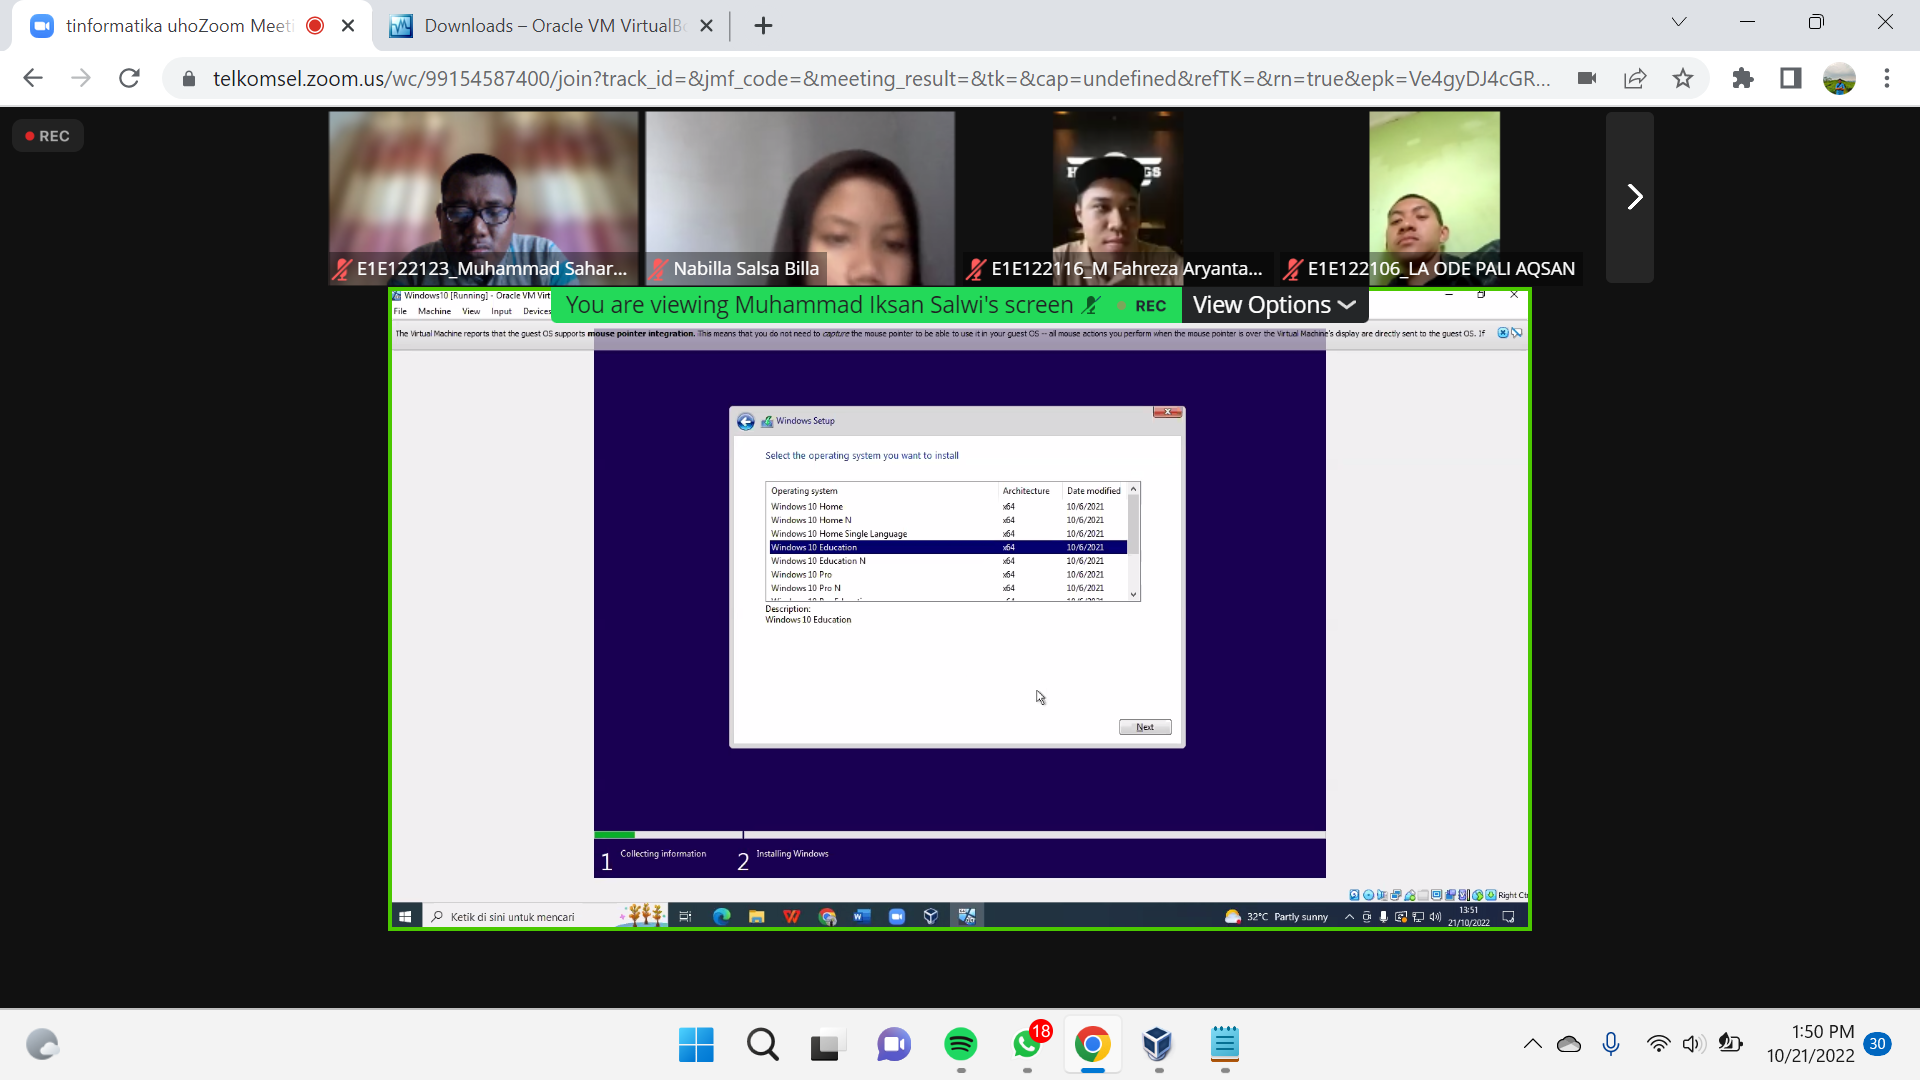 tinformatika uhoZoom Meeti
Downloads – Oracle VM VirtualBo
telkomsel.zoom.us/wc/99154587400/join?track_id=&jmf_code=&meeting_result=&tk=&cap=undefined&refTK=&rn=true&epk=Ve4gyDJ4cGR...
REC
E1E122123_Muhammad Sahar...
Nabilla Salsa Billa
E1E122116_M Fahreza Aryanta...
E1E122106_LA ODE PALI AQSAN
Windows10 [Running] - Oracle VM Virt
You are viewing Muhammad Iksan Salwi's screen
REC
View Options
File Machine View Input Devices
The Virtual Machine reports that the guest OS supports mouse pointer integration. This means that you do not need to capture the mouse pointer to be able to use it in your guest OS -- all mouse actions you perform when the mouse pointer is over the Virtual Machine's display are directly sent to the guest OS. If
Windows Setup
Select the operating system you want to install
Operating system Architecture Date modified
Windows 10 Home x64 10/6/2021
Windows 10 Home N x64 10/6/2021
Windows 10 Home Single Language x64 10/6/2021
Windows 10 Education x64 10/6/2021
Windows 10 Education N x64 10/6/2021
Windows 10 Pro x64 10/6/2021
Windows 10 Pro N x64 10/6/2021
Description:
Windows 10 Education
Next
1 Collecting information 2 Installing Windows
Right Ct
Ketik di sini untuk mencari
32°C Partly sunny
13:51
21/10/2022
18
1:50 PM
10/21/2022
30